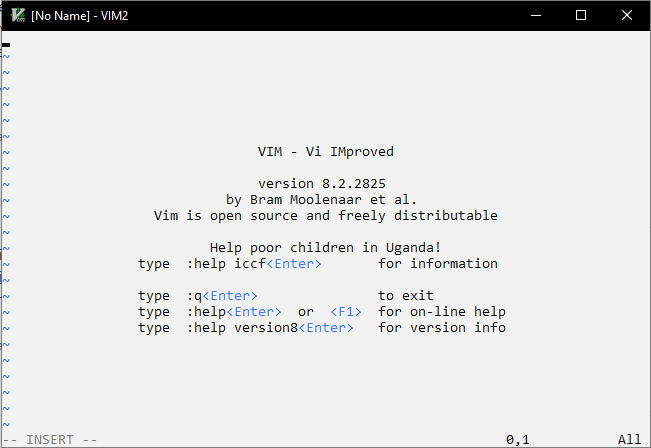 [No Name] - VIM2
VIM - Vi IMproved
version 8.2.2825
by Bram Moolenaar et al.
Vim is open source and freely distributable
Help poor children in Uganda!
type :help iccf<Enter> for information
type :q<Enter> to exit
type :help<Enter> or <F1> for on-line help
type :help version8<Enter> for version info
-- INSERT -- 0,1 All